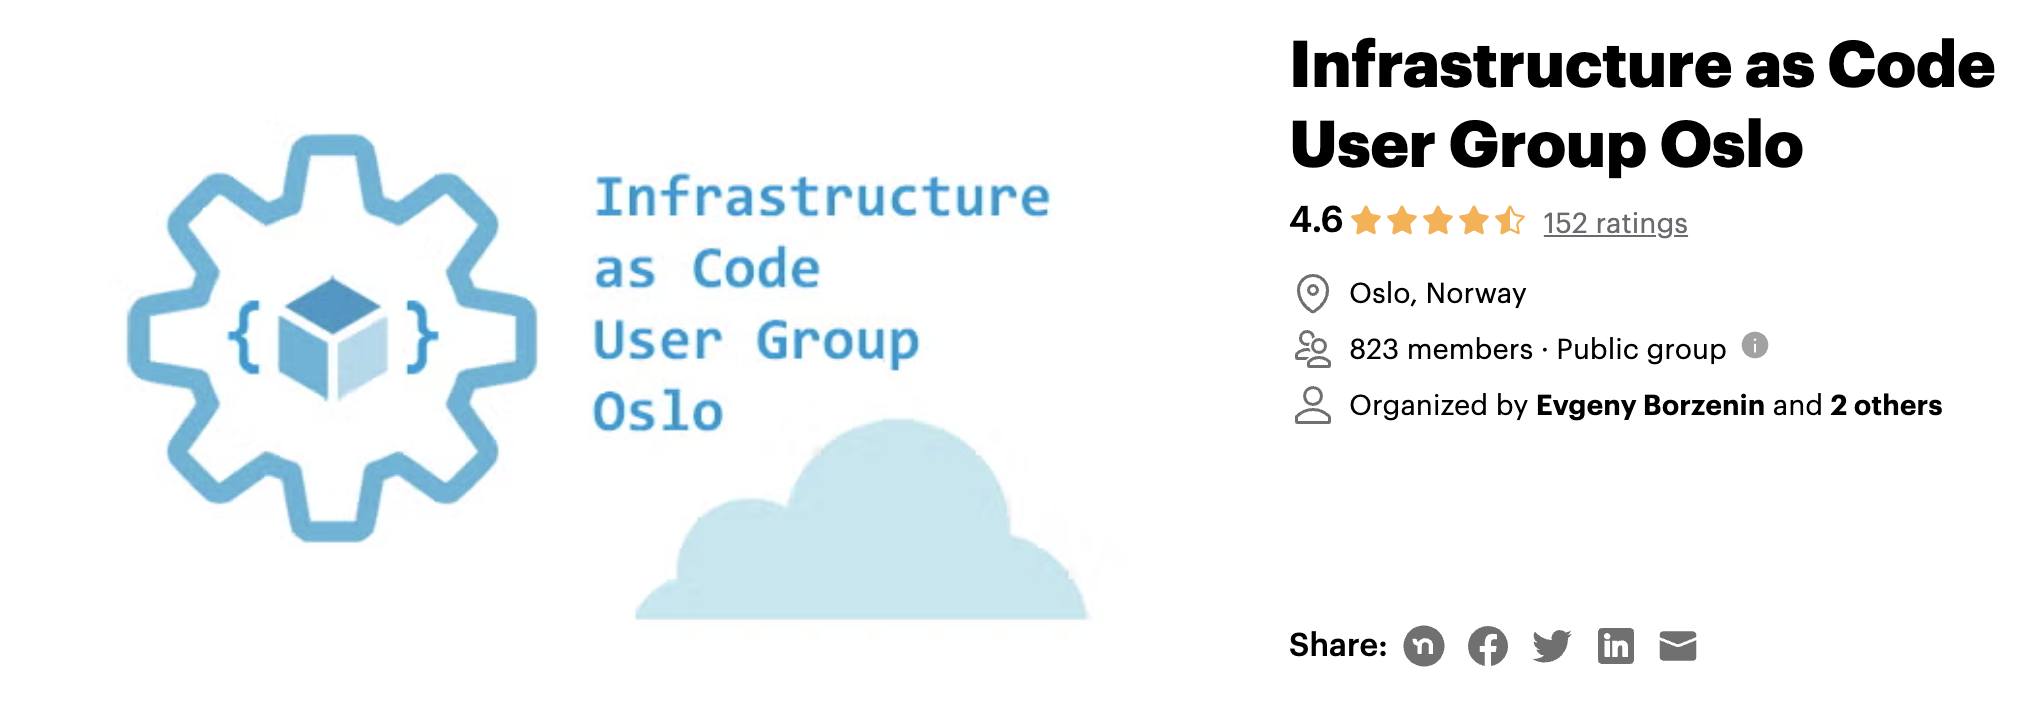 Infrastructure
as Code
User Group
Oslo
{ }
Infrastructure as Code
User Group Oslo
4.6 152 ratings
Oslo, Norway
823 members · Public group i
Organized by Evgeny Borzenin and 2 others
Share: n f in